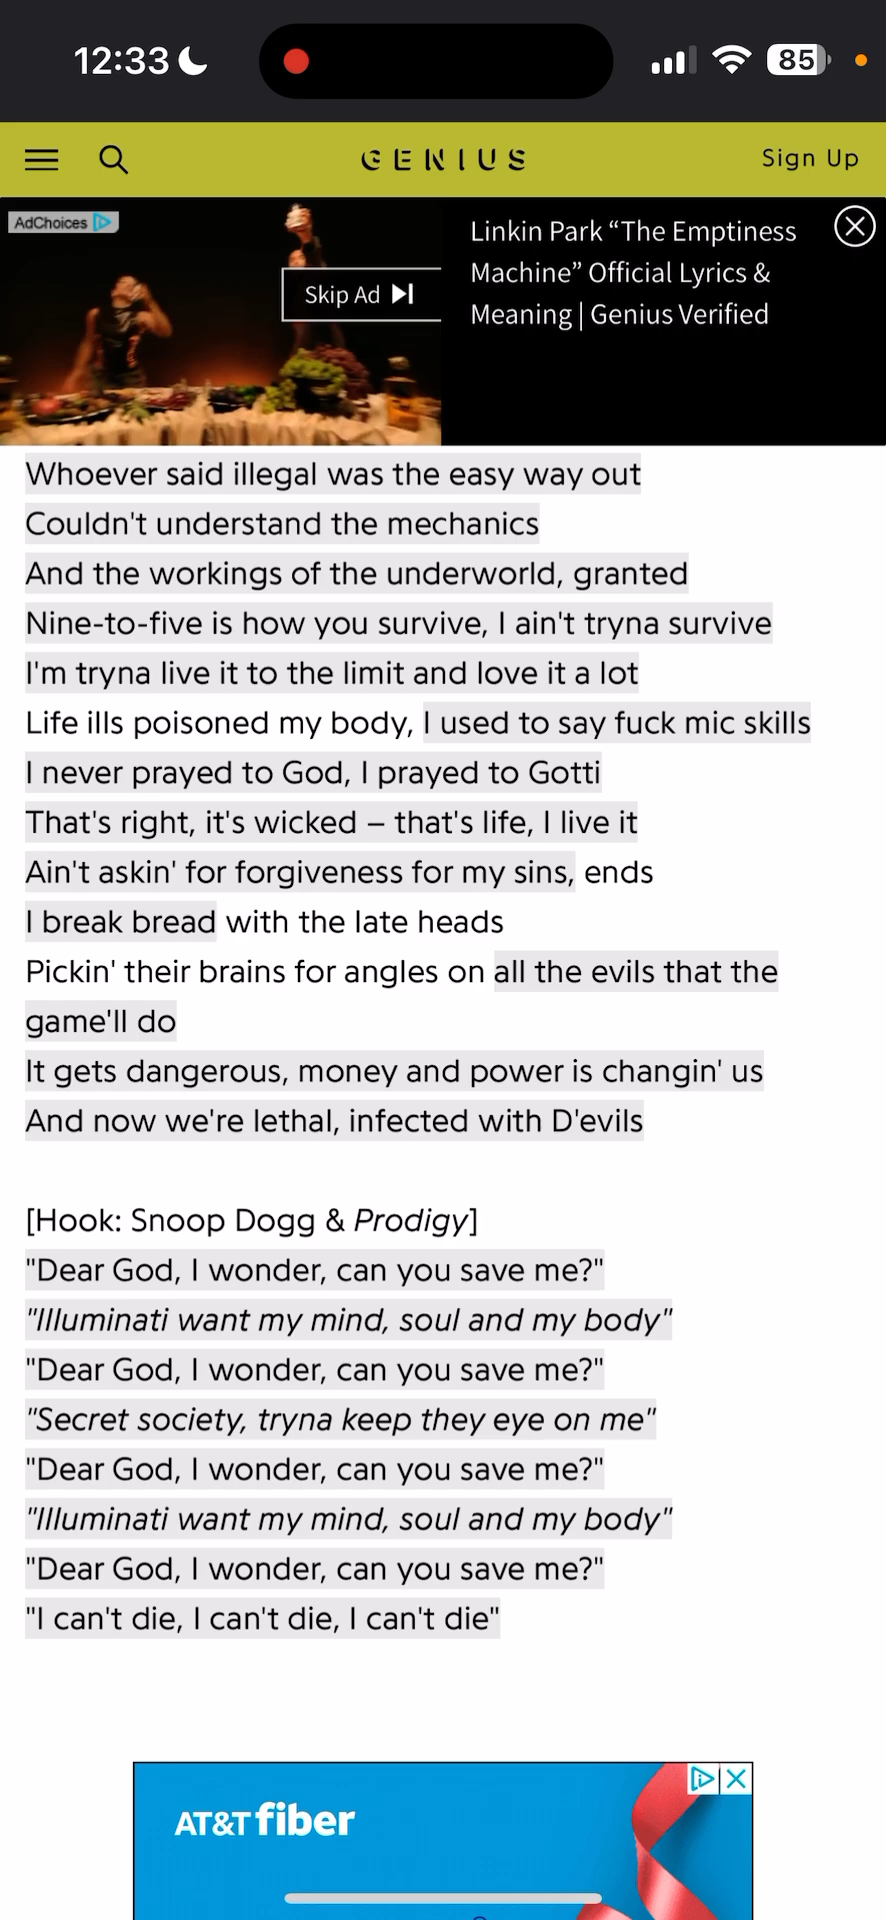 12:33
85
GENIUS
Sign Up
AdChoices
Skip Ad
Linkin Park “The Emptiness
Machine” Official Lyrics &
Meaning | Genius Verified
Whoever said illegal was the easy way out
Couldn't understand the mechanics
And the workings of the underworld, granted
Nine-to-five is how you survive, I ain't tryna survive
I'm tryna live it to the limit and love it a lot
Life ills poisoned my body, I used to say fuck mic skills
I never prayed to God, I prayed to Gotti
That's right, it's wicked – that's life, I live it
Ain't askin' for forgiveness for my sins, ends
I break bread with the late heads
Pickin' their brains for angles on all the evils that the
game'll do
It gets dangerous, money and power is changin' us
And now we're lethal, infected with D'evils
[Hook: Snoop Dogg & Prodigy]
"Dear God, I wonder, can you save me?"
"Illuminati want my mind, soul and my body"
"Dear God, I wonder, can you save me?"
"Secret society, tryna keep they eye on me"
"Dear God, I wonder, can you save me?"
"Illuminati want my mind, soul and my body"
"Dear God, I wonder, can you save me?"
"I can't die, I can't die, I can't die"
AT&T fiber